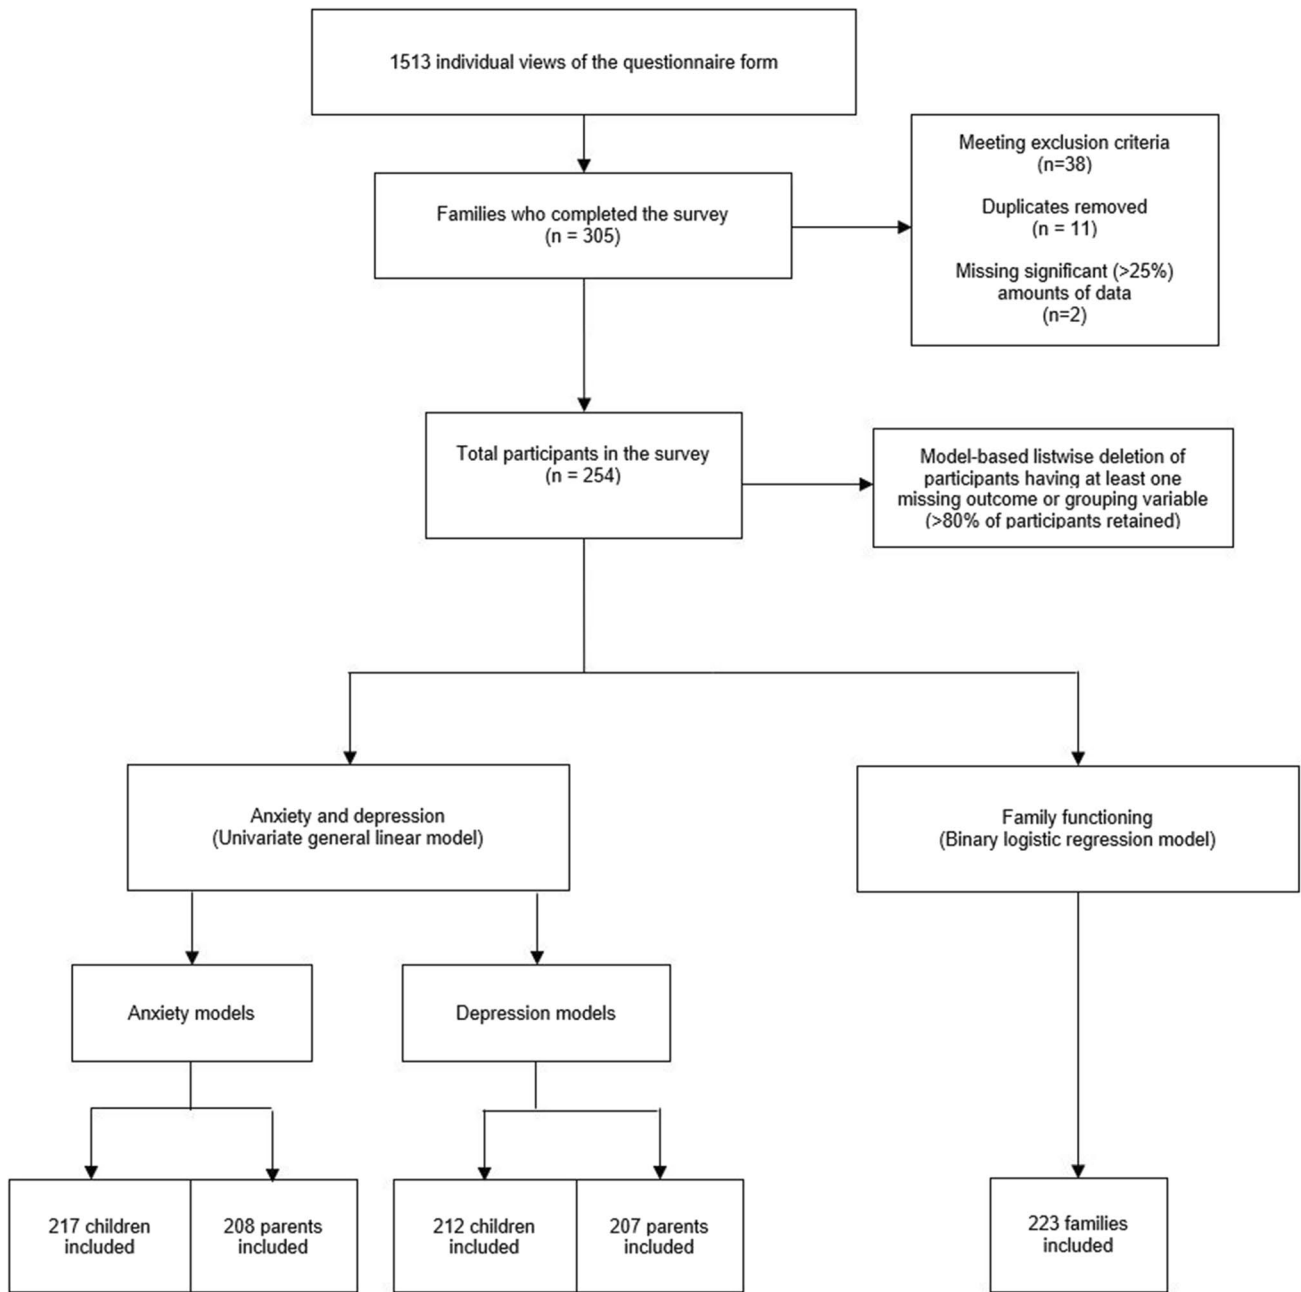 1513 individual views of the questionnaire form
Meeting exclusion criteria
(n=38)
Duplicates removed
(n = 11)
Missing significant (>25%)
amounts of data
(n=2)
Families who completed the survey
(n = 305)
Total participants in the survey
(n = 254)
Model-based listwise deletion of
participants having at least one
missing outcome or grouping variable
(>80% of participants retained)
Anxiety and depression
(Univariate general linear model)
Family functioning
(Binary logistic regression model)
Anxiety models
Depression models
217 children
included
208 parents
included
212 children
included
207 parents
included
223 families
included